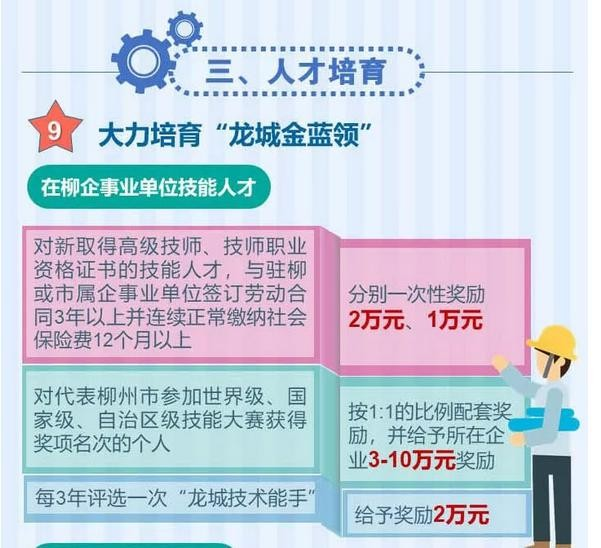 三、人才培育
9
大力培育“龙城金蓝领”
在柳企事业单位技能人才
对新取得高级技师、技师职业
资格证书的技能人才，与驻柳
或市属企事业单位签订劳动合
同3年以上并连续正常缴纳社会
保险费12个月以上
分别一次性奖励
2万元、1万元
对代表柳州市参加世界级、国
家级、自治区级技能大赛获得
奖项名次的个人
按1:1的比例配套奖
励，并给予所在企
业3-10万元奖励
每3年评选一次“龙城技术能手”
给予奖励2万元